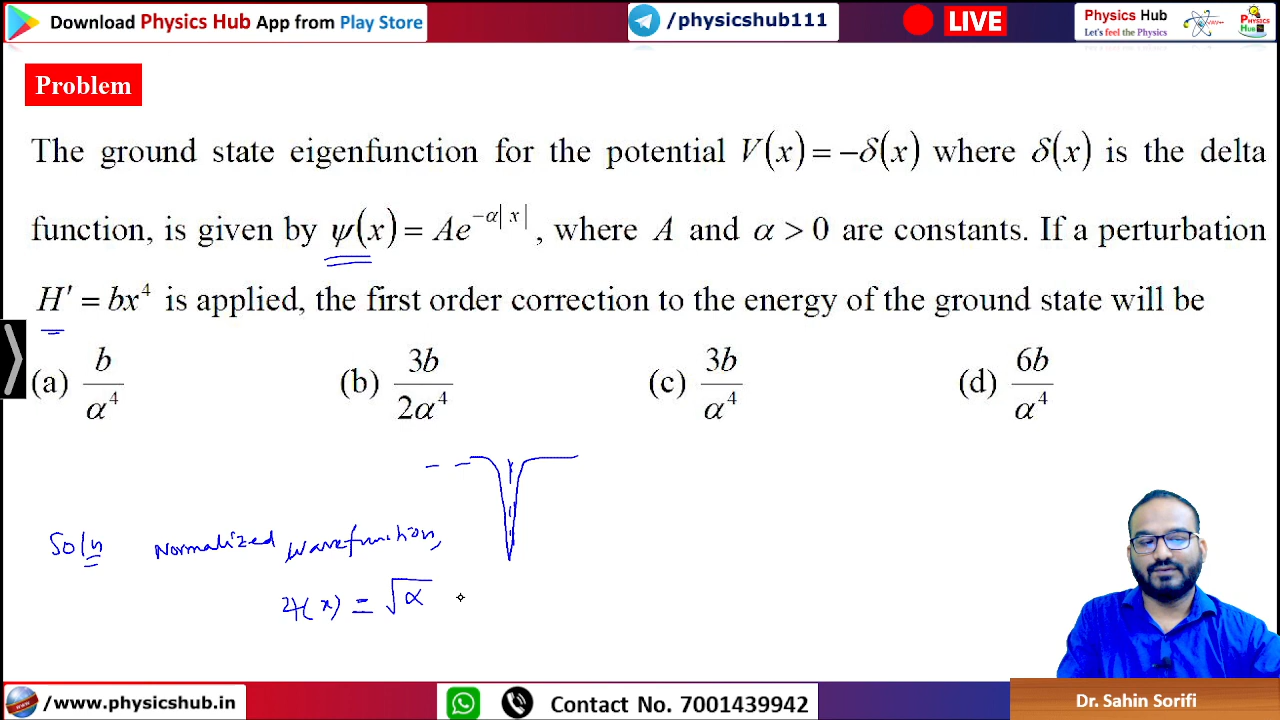 Download Physics Hub App from Play Store
/physicshub111
LIVE
Physics Hub
Let's feel the Physics
PHYSICS HUB
Problem
The ground state eigenfunction for the potential V(x) = −δ(x) where δ(x) is the delta
function, is given by ψ(x) = Ae^{−α|x|}, where A and α > 0 are constants. If a perturbation
H′ = bx⁴ is applied, the first order correction to the energy of the ground state will be
(a) b/α⁴ (b) 3b/2α⁴ (c) 3b/α⁴ (d) 6b/α⁴
Soln Normalized wavefunction,
ψ(x) = √α
/www.physicshub.in
Contact No. 7001439942
Dr. Sahin Sorifi